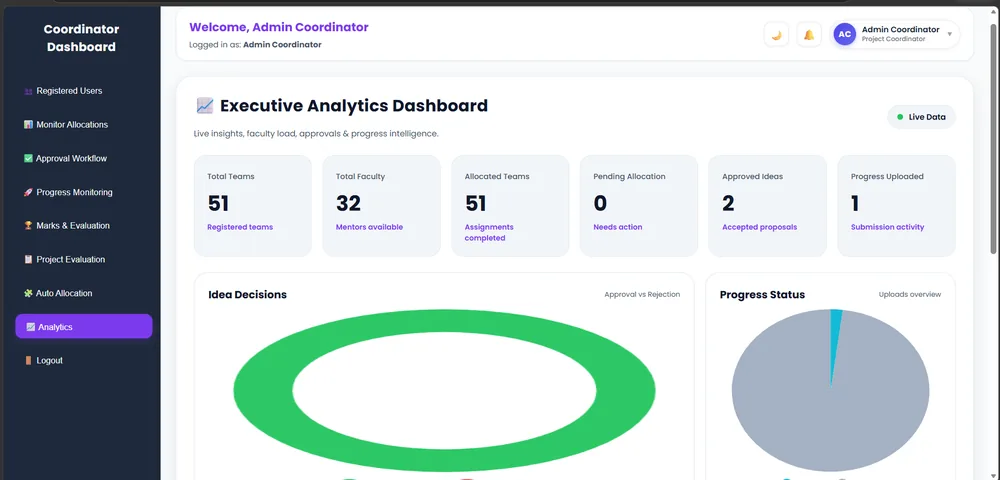 Coordinator
Dashboard
Registered Users
Monitor Allocations
Approval Workflow
Progress Monitoring
Marks & Evaluation
Project Evaluation
Auto Allocation
Analytics
Logout
Welcome, Admin Coordinator
Logged in as: Admin Coordinator
AC
Admin Coordinator
Project Coordinator
Executive Analytics Dashboard
Live insights, faculty load, approvals & progress intelligence.
Live Data
Total Teams
51
Registered teams
Total Faculty
32
Mentors available
Allocated Teams
51
Assignments
completed
Pending Allocation
0
Needs action
Approved Ideas
2
Accepted proposals
Progress Uploaded
1
Submission activity
Idea Decisions
Approval vs Rejection
Progress Status
Uploads overview